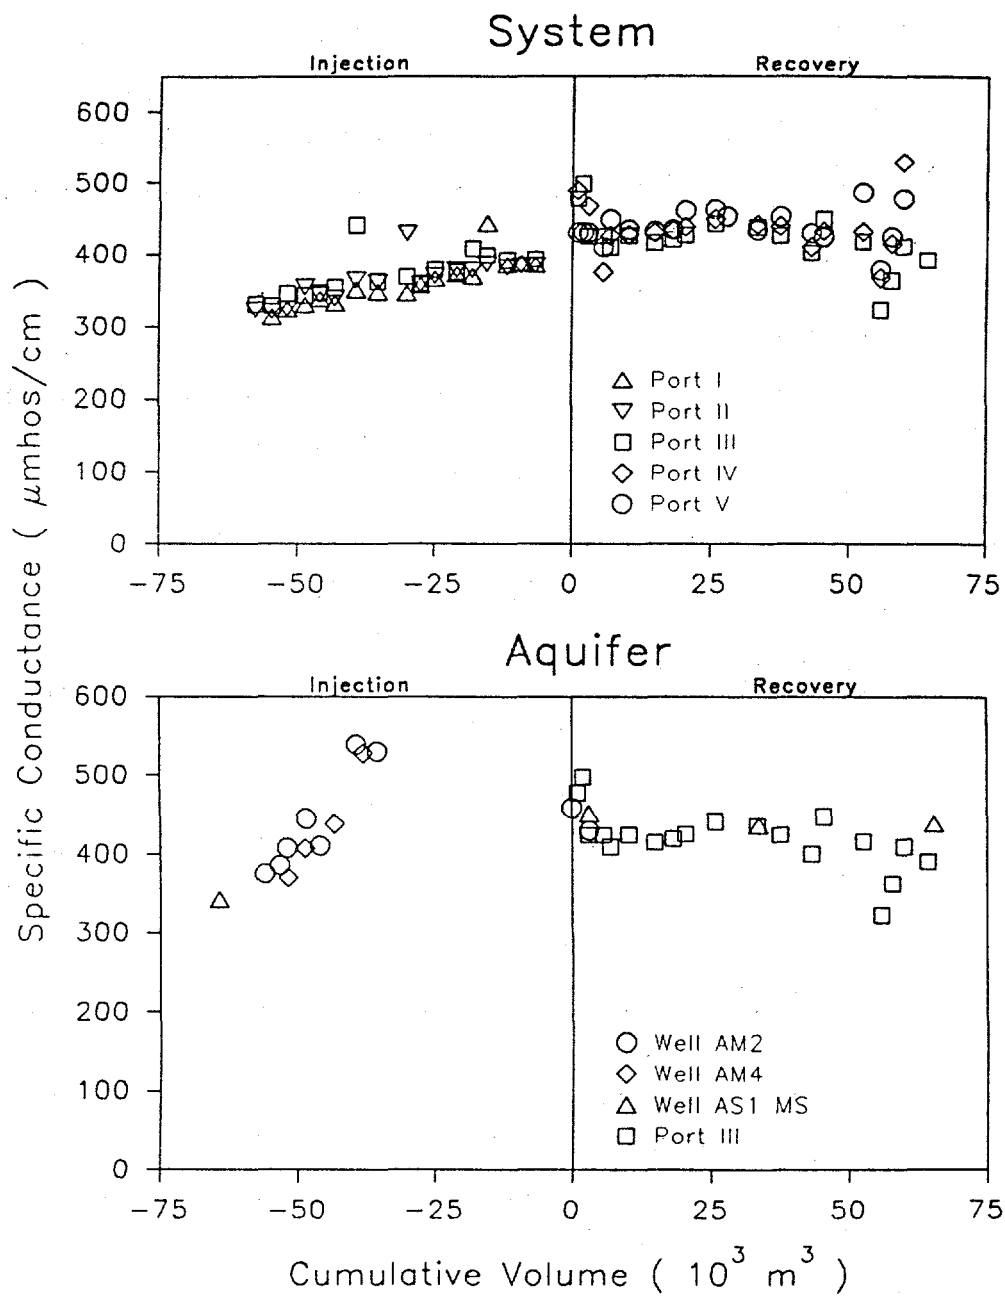 System
Injection Recovery
600
500
400
300
200
100
0
Port I
Port II
Port III
Port IV
Port V
−75 −50 −25 0 25 50 75
Specific Conductance ( μmhos/cm )
Aquifer
Injection Recovery
600
500
400
300
200
100
0
Well AM2
Well AM4
Well AS1 MS
Port III
−75 −50 −25 0 25 50 75
Cumulative Volume ( 10³ m³ )